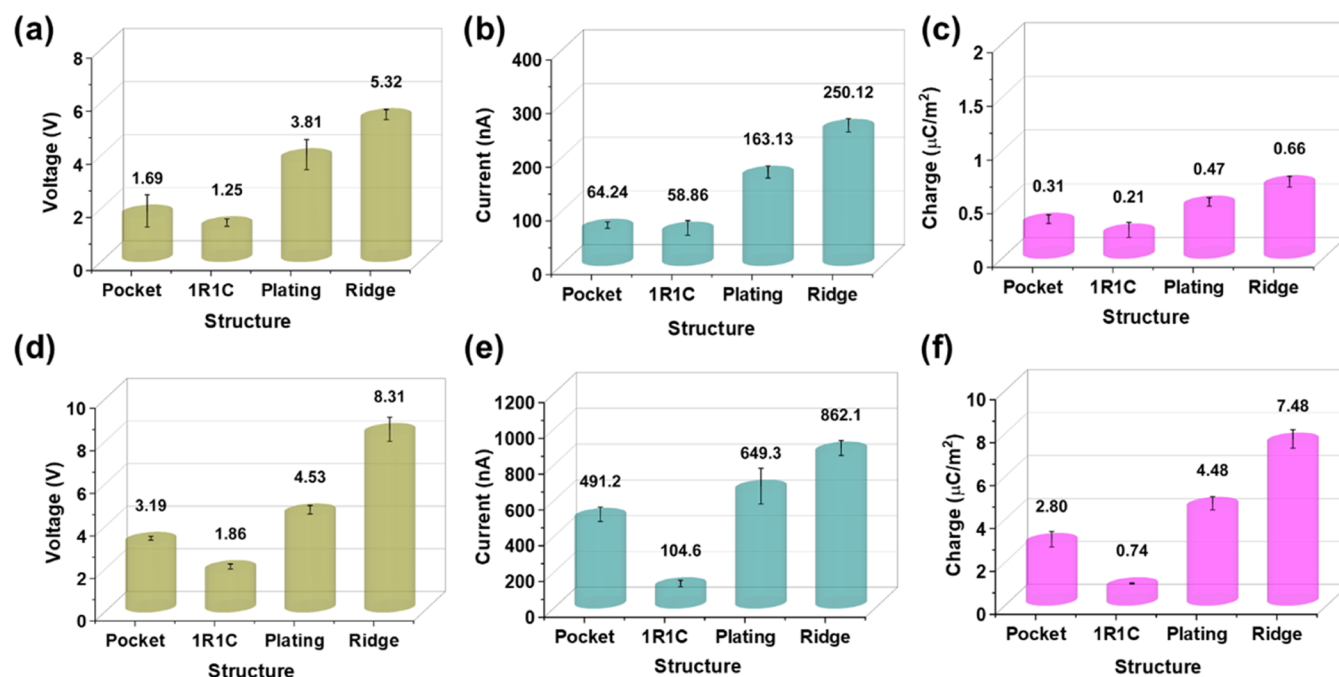 (a)
8
6
4
2
0
Voltage (V)
1.69
1.25
3.81
5.32
Pocket 1R1C Plating Ridge
Structure
(b)
400
300
200
100
0
Current (nA)
64.24
58.86
163.13
250.12
Pocket 1R1C Plating Ridge
Structure
(c)
2
1.5
1
0.5
0
Charge (µC/m²)
0.31
0.21
0.47
0.66
Pocket 1R1C Plating Ridge
Structure
(d)
10
8
6
4
2
0
Voltage (V)
3.19
1.86
4.53
8.31
Pocket 1R1C Plating Ridge
Structure
(e)
1200
1000
800
600
400
200
0
Current (nA)
491.2
104.6
649.3
862.1
Pocket 1R1C Plating Ridge
Structure
(f)
10
8
6
4
2
0
Charge (µC/m²)
2.80
0.74
4.48
7.48
Pocket 1R1C Plating Ridge
Structure